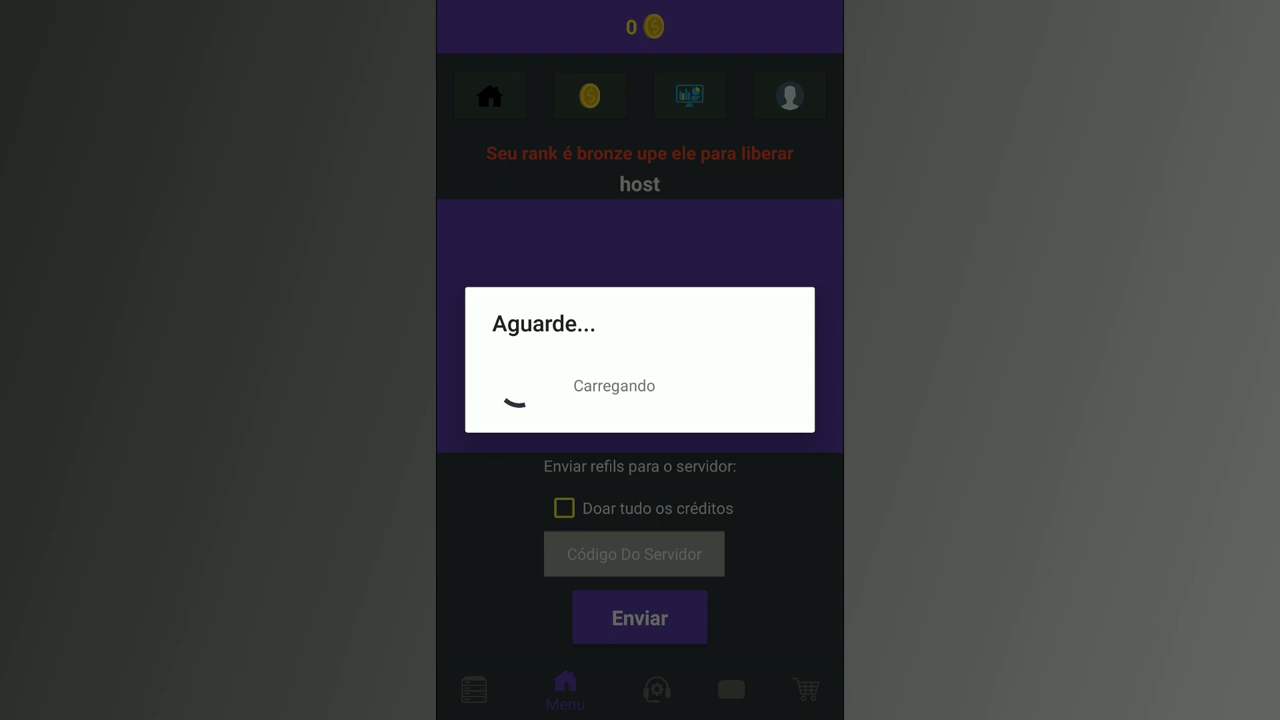 0
Seu rank é bronze upe ele para liberar
host
Aguarde...
Carregando
Enviar refils para o servidor:
Doar tudo os créditos
Código Do Servidor
Enviar
Menu